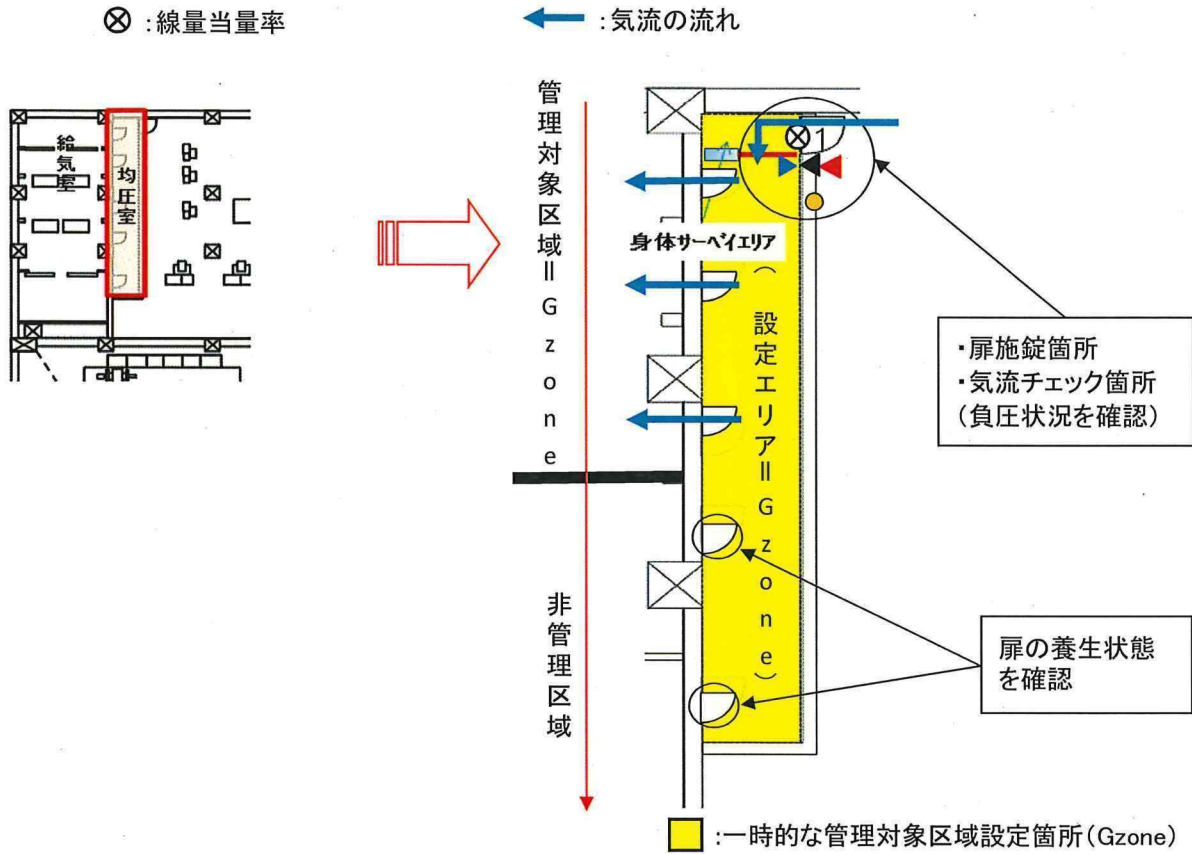 ⊗：線量当量率
：気流の流れ
給気室
均圧室
管理対象区域＝Gzone
非管理区域
1
身体サーベイエリア
（設定エリア＝Gzone）
・扉施錠箇所
・気流チェック箇所
（負圧状況を確認）
扉の養生状態
を確認
：一時的な管理対象区域設定箇所（Gzone）